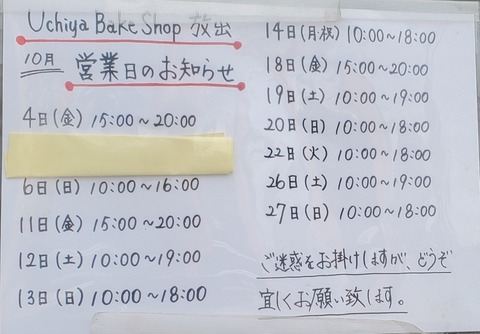 Uchiya Bake Shop 放出
10月 営業日のお知らせ
4日(金) 15:00~20:00
6日(日) 10:00~16:00
11日(金) 15:00~20:00
12日(土) 10:00~19:00
13日(日) 10:00~18:00
14日(月・祝) 10:00~18:00
18日(金) 15:00~20:00
19日(土) 10:00~19:00
20日(日) 10:00~18:00
22日(火) 10:00~18:00
26日(土) 10:00~19:00
27日(日) 10:00~18:00
ご迷惑をお掛けしますが、どうぞ
宜しくお願い致します。